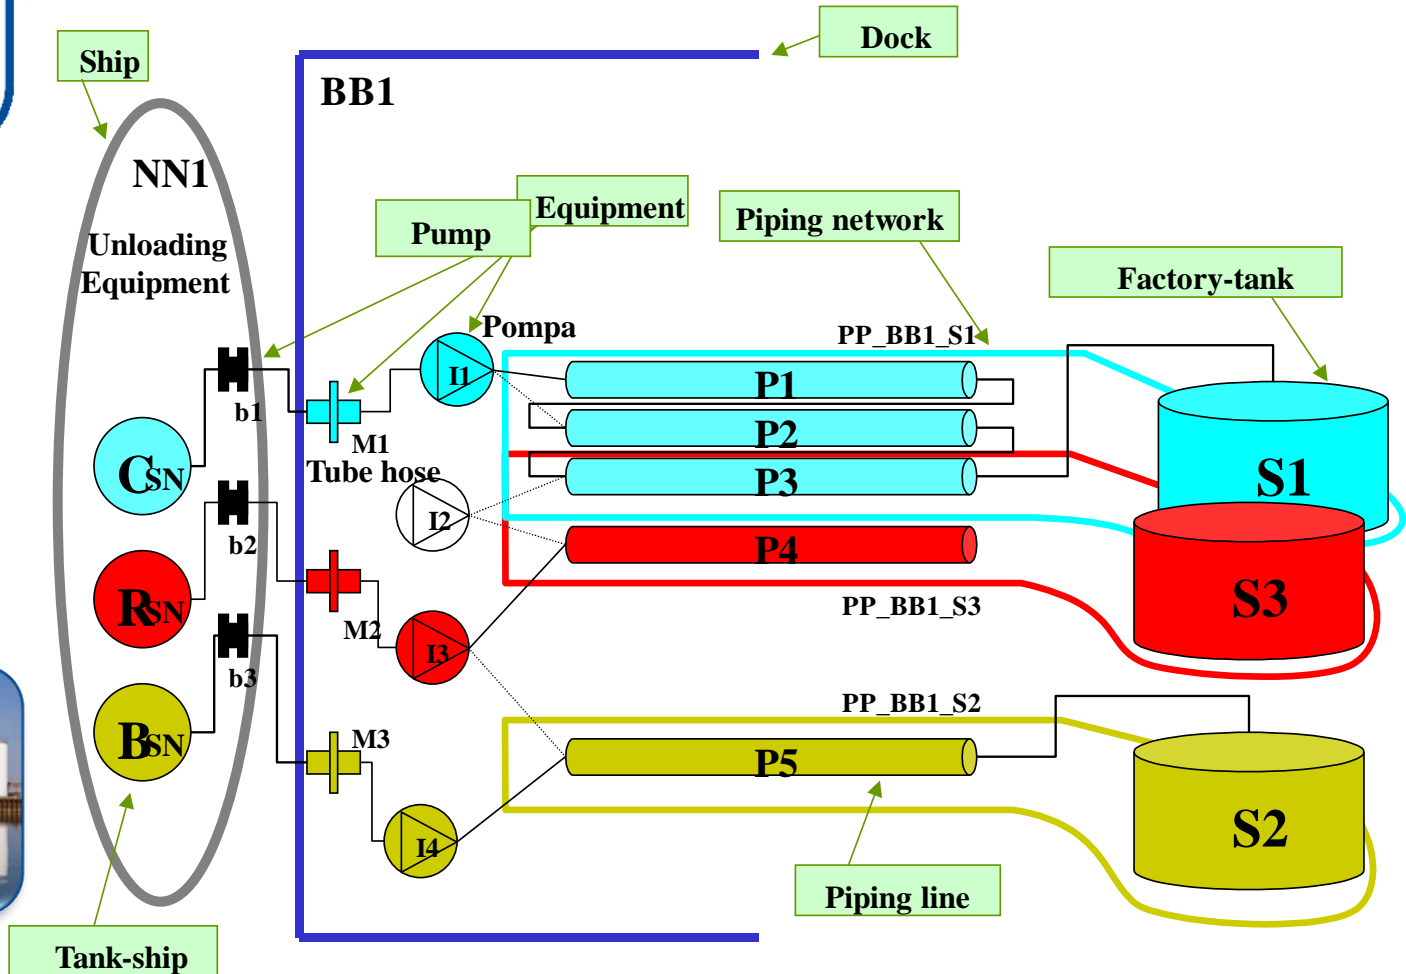 Dock
Ship
BB1
NN1
Equipment
Pump
Piping network
Unloading
Equipment
Factory-tank
Pompa
PP_BB1_S1
I1
P1
b1
M1
P2
Tube hose
CSN
P3
S1
I2
b2
P4
RSN
M2
I3
PP_BB1_S3
S3
b3
PP_BB1_S2
BSN
M3
P5
I4
S2
Piping line
Tank-ship